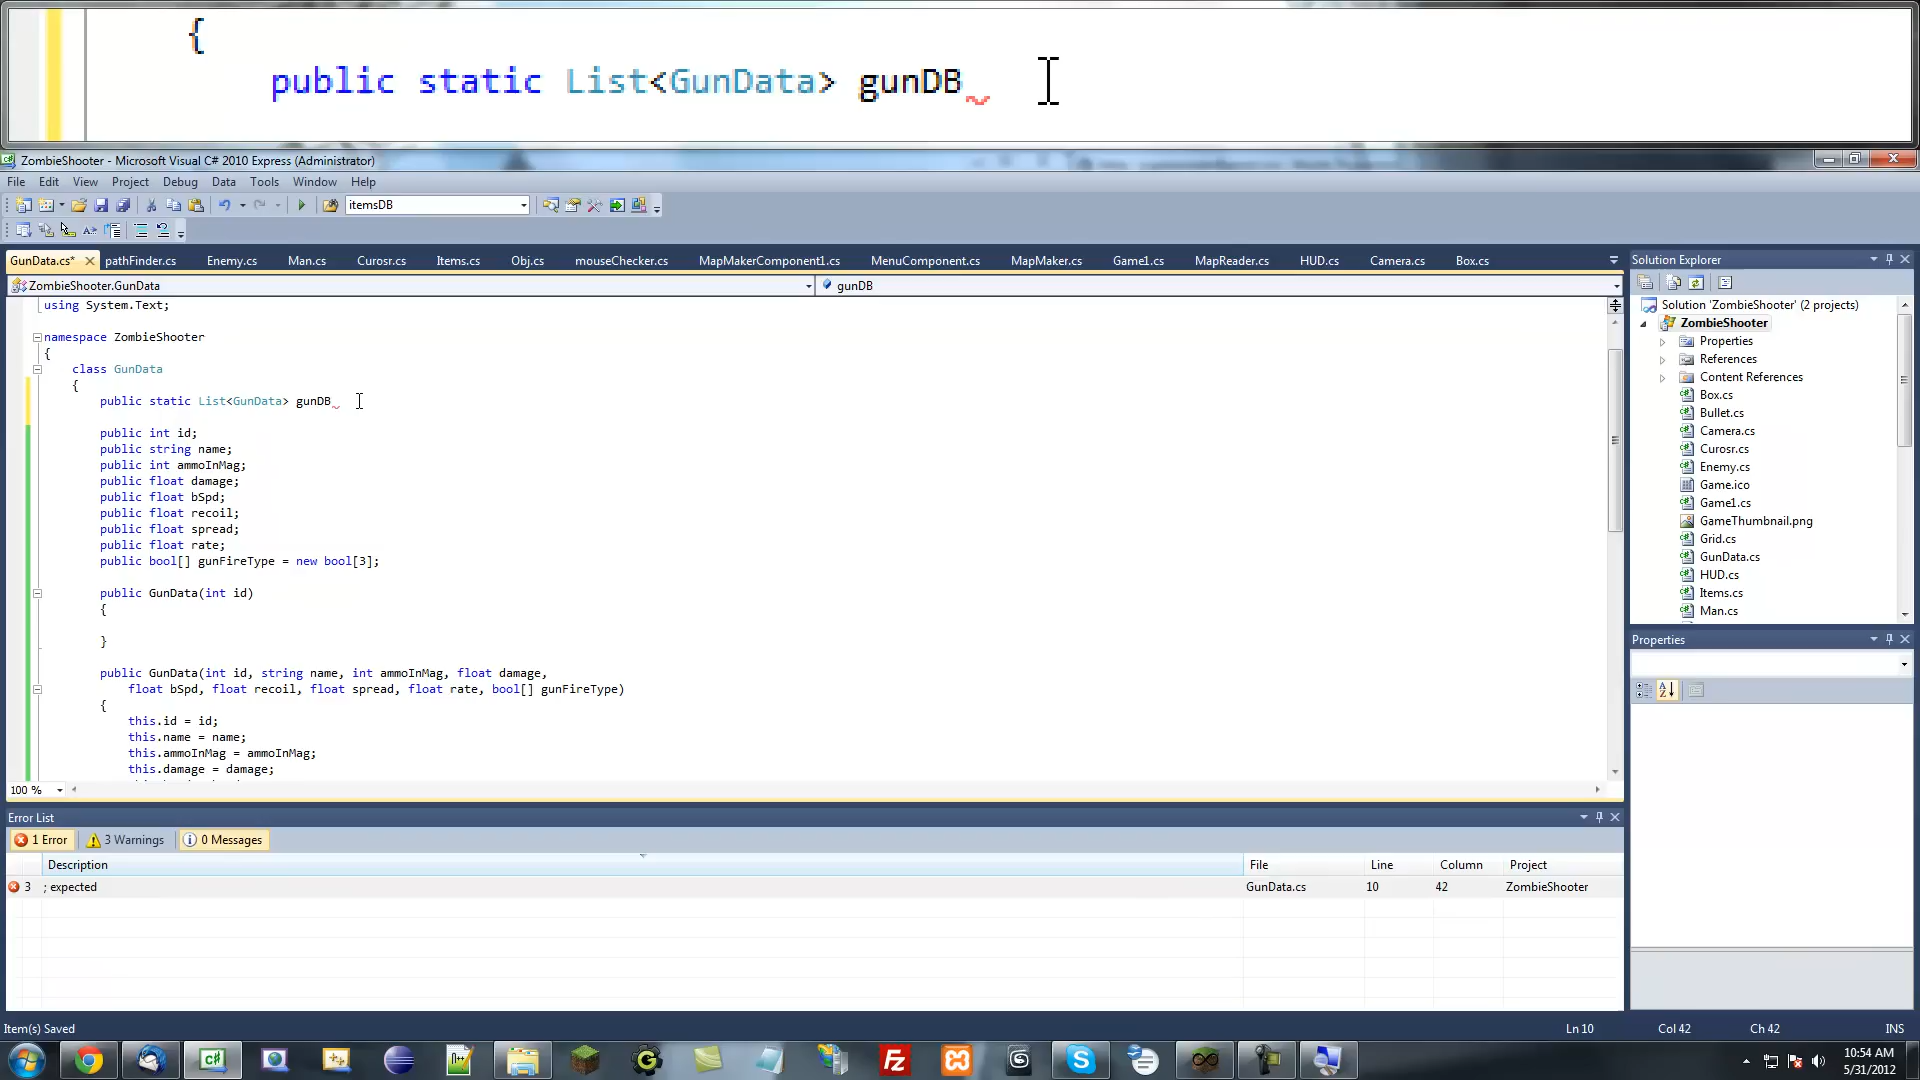 {
public static List<GunData> gunDB
ZombieShooter - Microsoft Visual C# 2010 Express (Administrator)
File Edit View Project Debug Data Tools Window Help
itemsDB
GunData.cs* pathFinder.cs Enemy.cs Man.cs Curosr.cs Items.cs Obj.cs mouseChecker.cs MapMakerComponent1.cs MenuComponent.cs MapMaker.cs Game1.cs MapReader.cs HUD.cs Camera.cs Box.cs
ZombieShooter.GunData gunDB
using System.Text;
namespace ZombieShooter
{
class GunData
{
public static List<GunData> gunDB
public int id;
public string name;
public int ammoInMag;
public float damage;
public float bSpd;
public float recoil;
public float spread;
public float rate;
public bool[] gunFireType = new bool[3];
public GunData(int id)
{
}
public GunData(int id, string name, int ammoInMag, float damage,
float bSpd, float recoil, float spread, float rate, bool[] gunFireType)
{
this.id = id;
this.name = name;
this.ammoInMag = ammoInMag;
this.damage = damage;
100 %
Solution Explorer
Solution 'ZombieShooter' (2 projects)
ZombieShooter
Properties
References
Content References
Box.cs
Bullet.cs
Camera.cs
Curosr.cs
Enemy.cs
Game.ico
Game1.cs
GameThumbnail.png
Grid.cs
GunData.cs
HUD.cs
Items.cs
Man.cs
Properties
Error List
1 Error 3 Warnings 0 Messages
Description File Line Column Project
3 ; expected GunData.cs 10 42 ZombieShooter
Item(s) Saved Ln 10 Col 42 Ch 42 INS
10:54 AM
5/31/2012